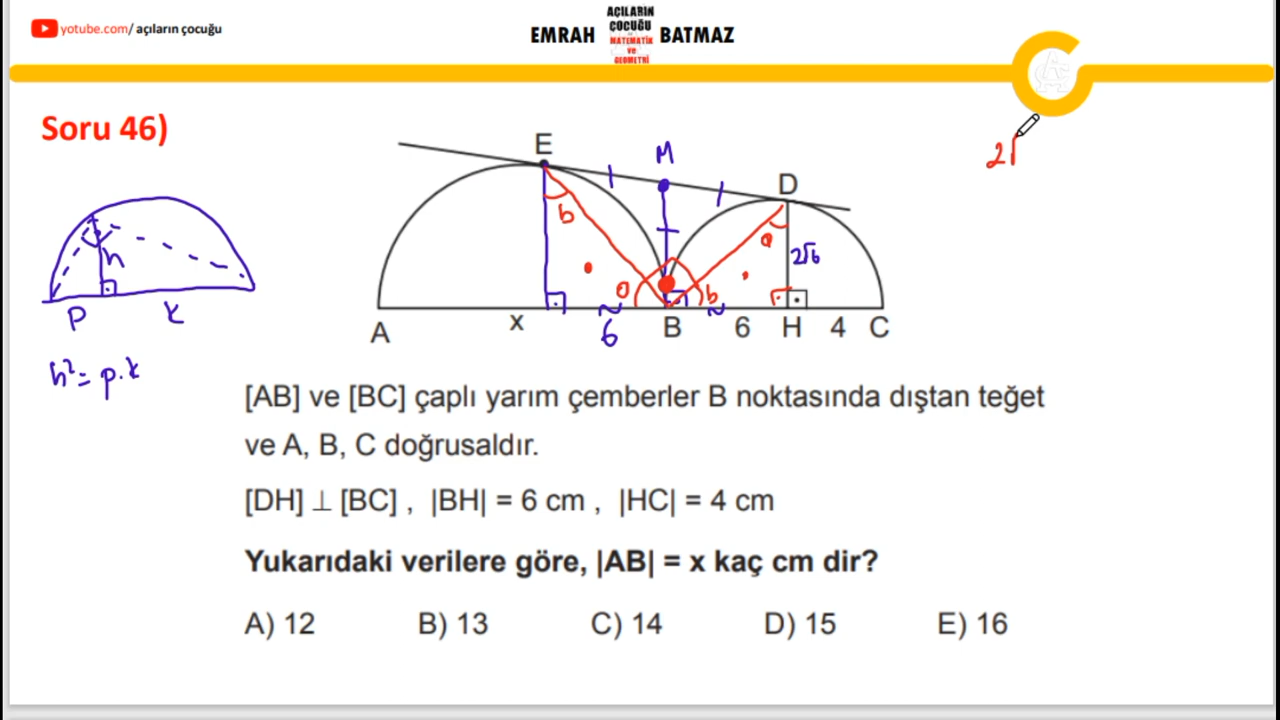 yotube.com/ açıların çocuğu
EMRAH
AÇILARIN
ÇOCUĞU
MATEMATİK
ve
GEOMETRİ
BATMAZ
Soru 46)
2√
E
M
D
b
a
2√6
h
p
k
h²= p.k
a
b
A
x
6
B
6
H
4
C
[AB] ve [BC] çaplı yarım çemberler B noktasında dıştan teğet
ve A, B, C doğrusaldır.
[DH] ⊥ [BC] , |BH| = 6 cm , |HC| = 4 cm
Yukarıdaki verilere göre, |AB| = x kaç cm dir?
A) 12 B) 13 C) 14 D) 15 E) 16